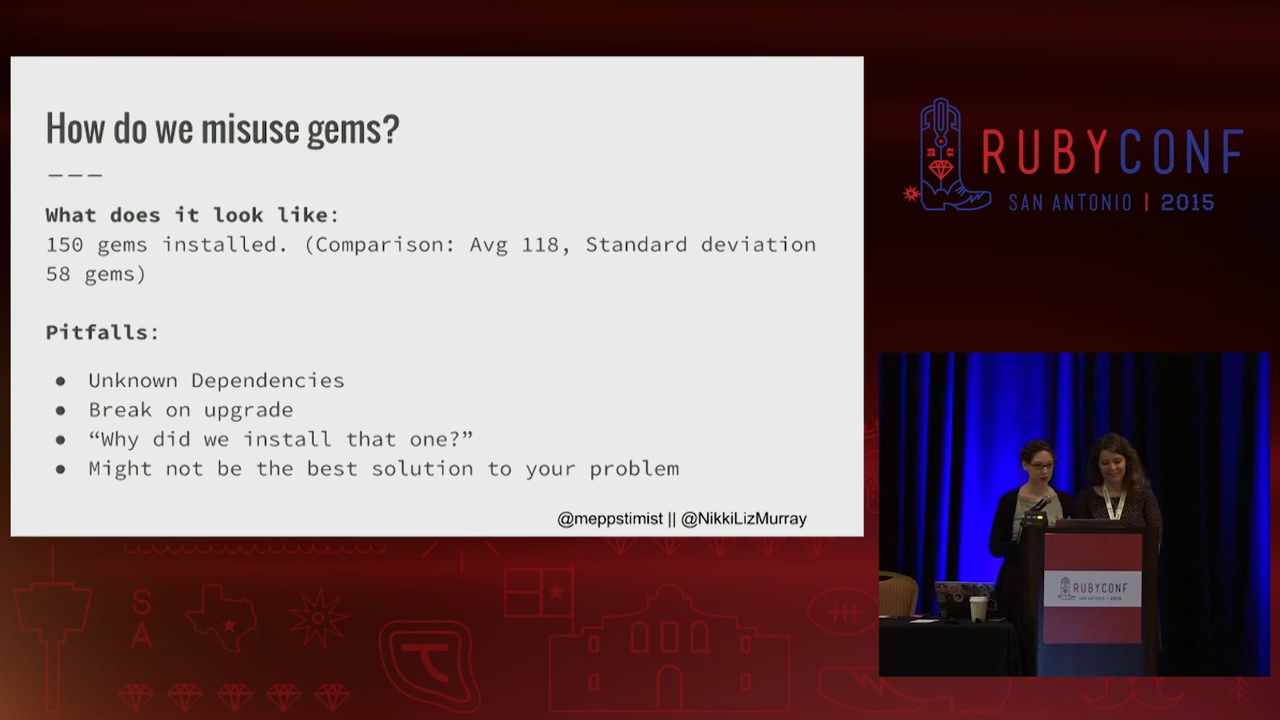 How do we misuse gems?
What does it look like:
150 gems installed. (Comparison: Avg 118, Standard deviation
58 gems)
Pitfalls:
● Unknown Dependencies
● Break on upgrade
● “Why did we install that one?”
● Might not be the best solution to your problem
@meppstimist || @NikkiLizMurray
RUBYCONF
SAN ANTONIO | 2015
RUBYCONF
SAN ANTONIO | 2015
S
A